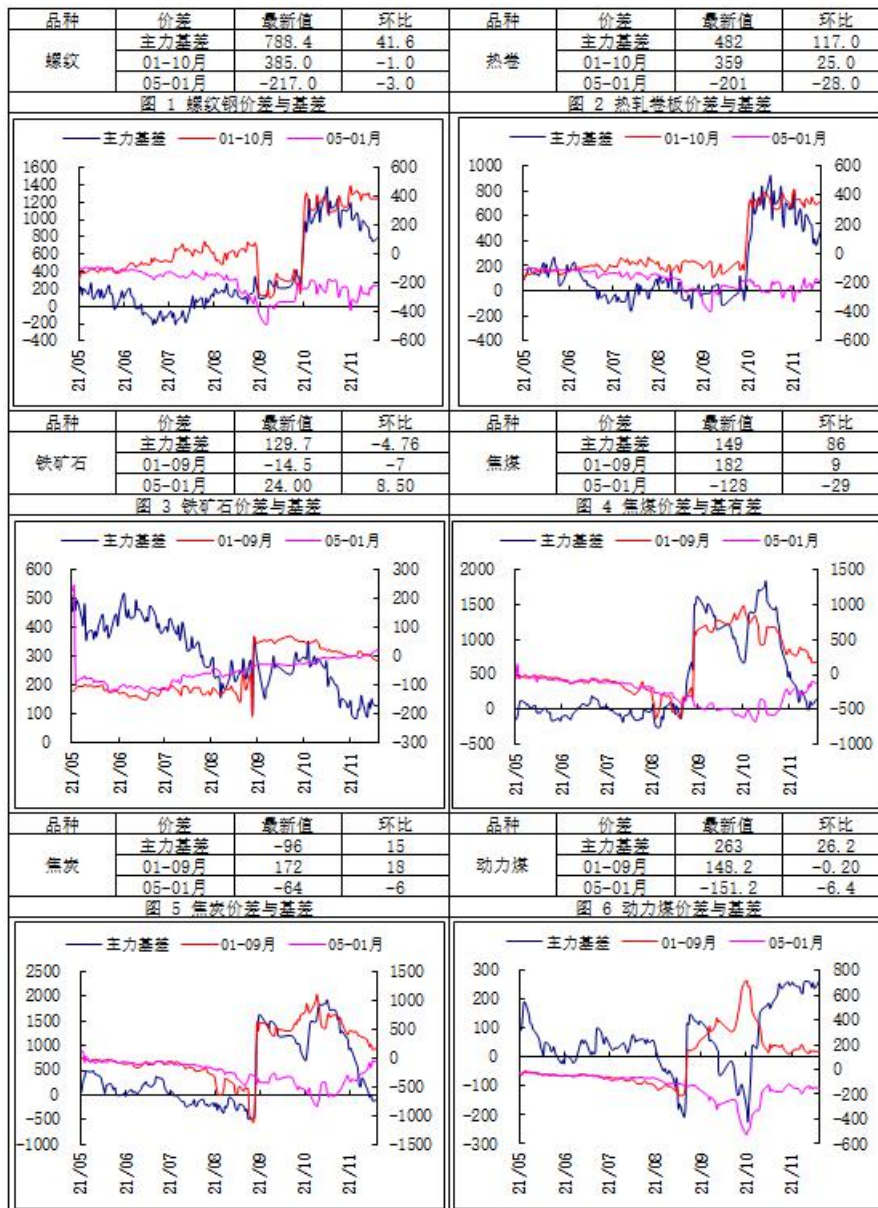 品种 价差 最新值 环比 品种 价差 最新值 环比
螺纹 主力基差 788.4 41.6 热卷 主力基差 482 117.0
01-10月 385.0 -1.0 01-10月 359 25.0
05-01月 -217.0 -3.0 05-01月 -201 -28.0
图 1 螺纹钢价差与基差 图 2 热轧卷板价差与基差
主力基差 01-10月 05-01月
1600 1400 1200 1000 800 600 400 200 0 -200 -400
600 400 200 0 -200 -400 -600
21/05 21/06 21/07 21/08 21/09 21/10 21/11
主力基差 01-10月 05-01月
1000 800 600 400 200 0 -200 -400
600 400 200 0 -200 -400 -600
21/05 21/06 21/07 21/08 21/09 21/10 21/11
品种 价差 最新值 环比 品种 价差 最新值 环比
铁矿石 主力基差 129.7 -4.76 焦煤 主力基差 149 86
01-09月 -14.5 -7 01-09月 182 9
05-01月 24.00 8.50 05-01月 -128 -29
图 3 铁矿石价差与基差 图 4 焦煤价差与基有差
主力基差 01-09月 05-01月
600 500 400 300 200 100 0
300 200 100 0 -100 -200 -300
21/05 21/06 21/07 21/08 21/09 21/10 21/11
主力基差 01-09月 05-01月
2000 1500 1000 500 0 -500
1500 1000 500 0 -500 -1000
21/05 21/06 21/07 21/08 21/09 21/10 21/11
品种 价差 最新值 环比 品种 价差 最新值 环比
焦炭 主力基差 -96 15 动力煤 主力基差 263 26.2
01-09月 172 18 01-09月 148.2 -0.20
05-01月 -64 -6 05-01月 -151.2 -6.4
图 5 焦炭价差与基差 图 6 动力煤价差与基差
主力基差 01-09月 05-01月
2500 2000 1500 1000 500 0 -500 -1000
1500 1000 500 0 -500 -1000 -1500
21/05 21/06 21/07 21/08 21/09 21/10 21/11
主力基差 01-09月 05-01月
300 200 100 0 -100 -200 -300
800 600 400 200 0 -200 -400 -600
21/05 21/06 21/07 21/08 21/09 21/10 21/11